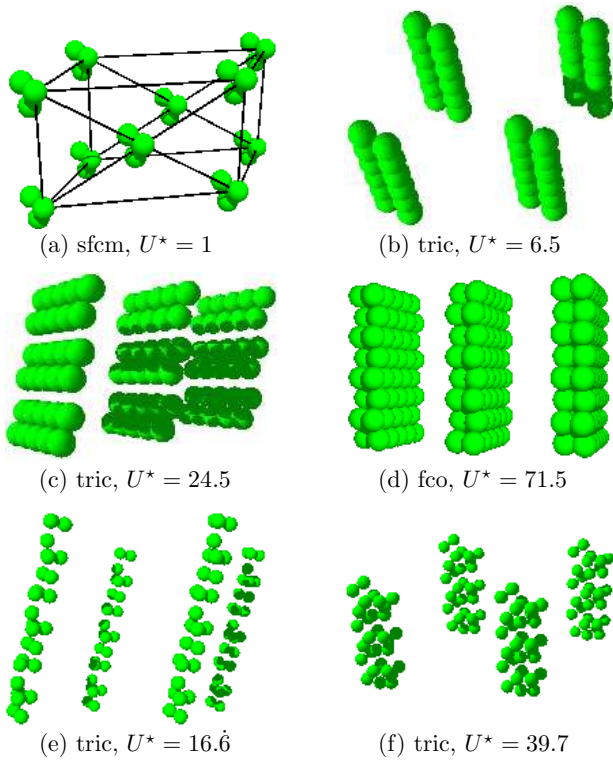 (a) sfcm, U⋆ = 1
(b) tric, U⋆ = 6.5
(c) tric, U⋆ = 24.5
(d) fco, U⋆ = 71.5
(e) tric, U⋆ = 16.6̇
(f) tric, U⋆ = 39.7